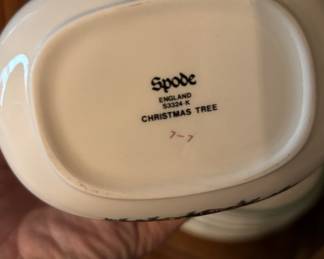 Spode
ENGLAND
S3324-K
CHRISTMAS TREE